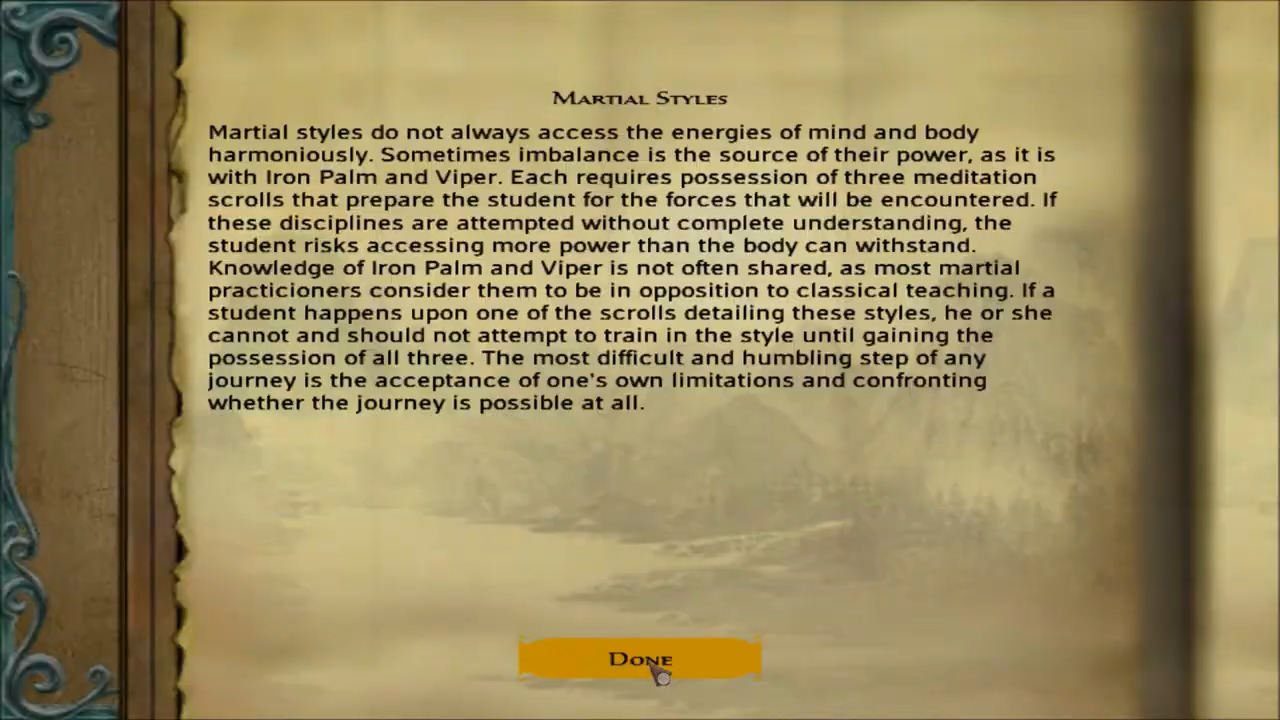 Martial Styles
Martial styles do not always access the energies of mind and body
harmoniously. Sometimes imbalance is the source of their power, as it is
with Iron Palm and Viper. Each requires possession of three meditation
scrolls that prepare the student for the forces that will be encountered. If
these disciplines are attempted without complete understanding, the
student risks accessing more power than the body can withstand.
Knowledge of Iron Palm and Viper is not often shared, as most martial
practicioners consider them to be in opposition to classical teaching. If a
student happens upon one of the scrolls detailing these styles, he or she
cannot and should not attempt to train in the style until gaining the
possession of all three. The most difficult and humbling step of any
journey is the acceptance of one's own limitations and confronting
whether the journey is possible at all.
Done